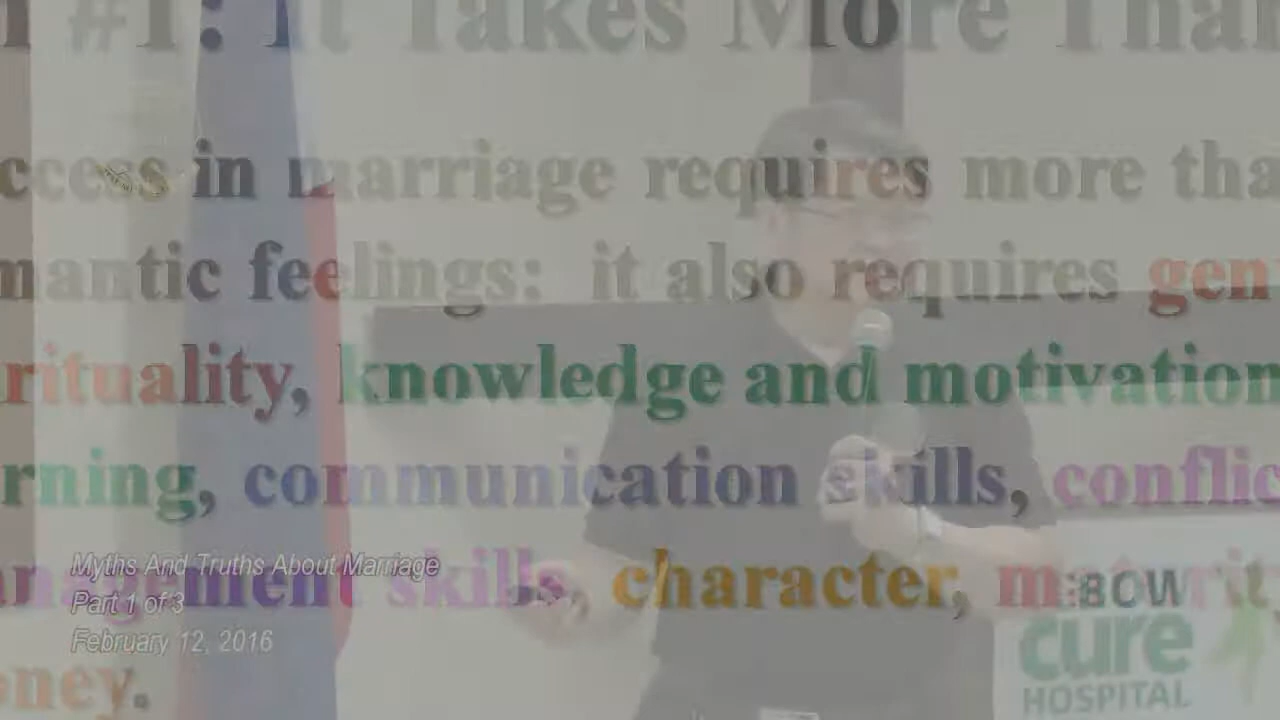 #1: It Takes More Than
ccess in marriage requires more tha
mantic feelings: it also requires gen
rituality, knowledge and motivation
rning, communication skills, conflic
anagement skills, character, maturity
oney.
Myths And Truths About Marriage
Part 1 of 3
February 12, 2016
BOW
cure
HOSPITAL